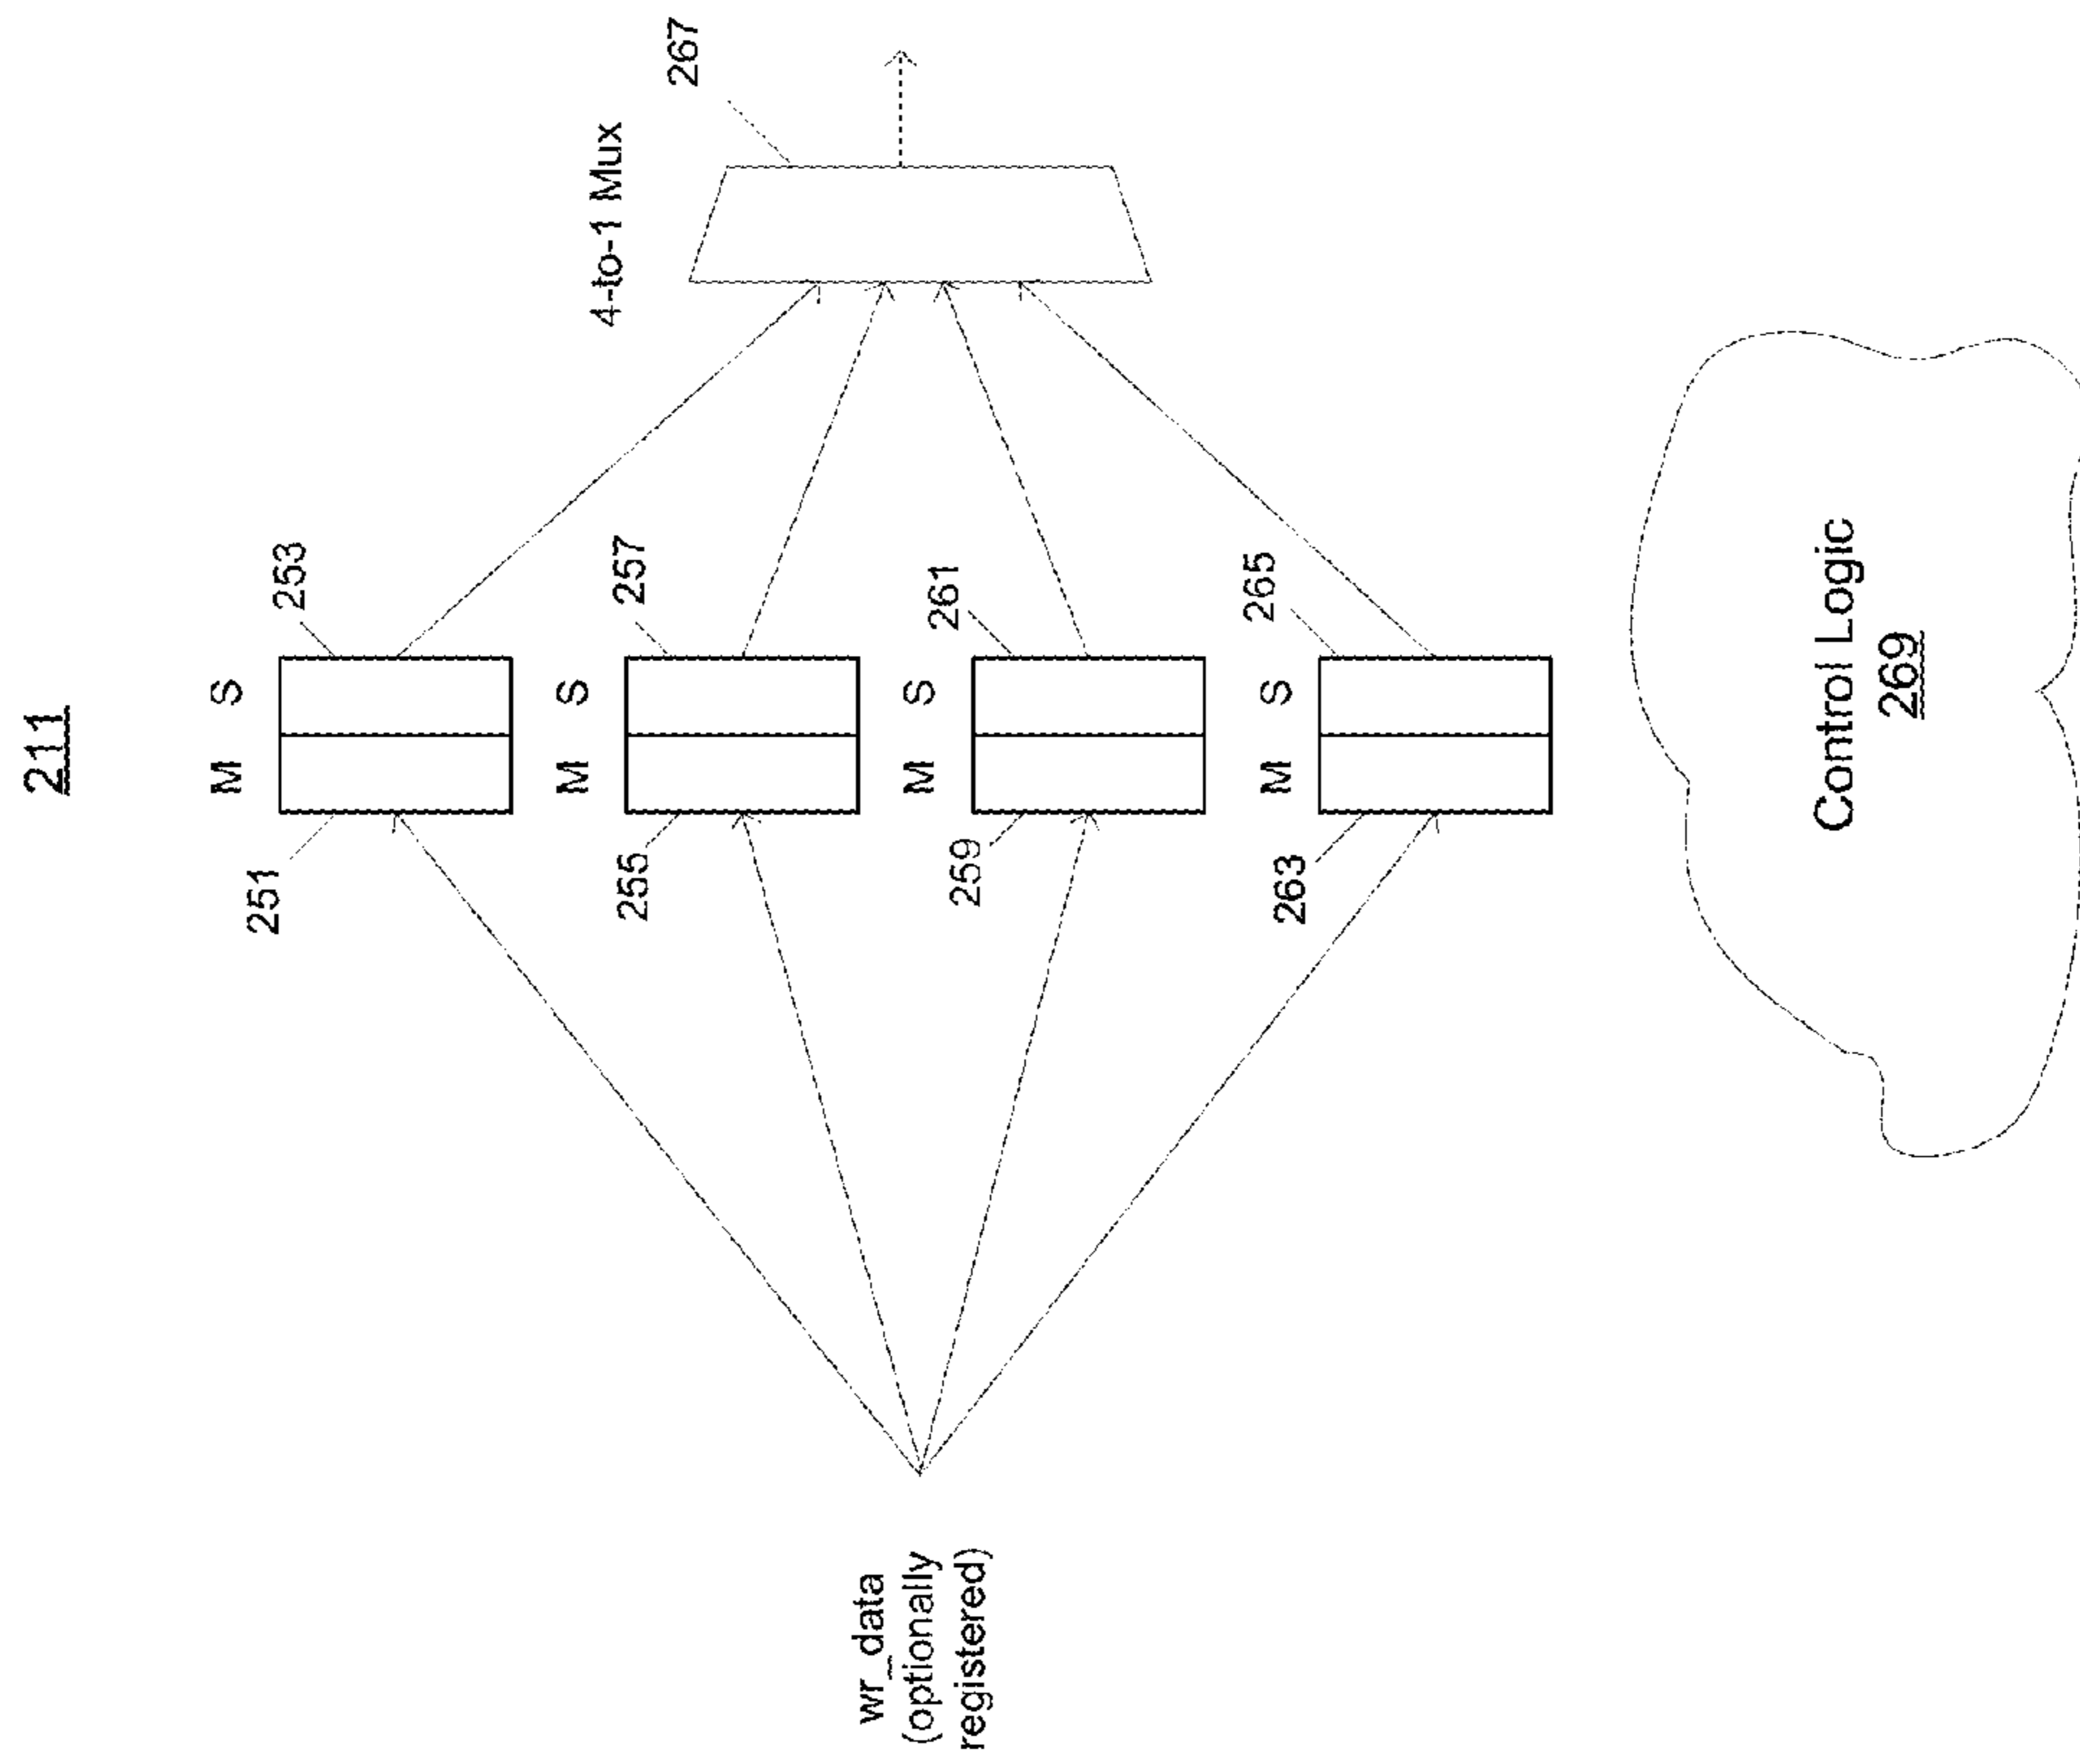 211
M S
251
253
M S
255
257
M S
259
261
M S
263
265
4-to-1 Mux
267
wr_data
(optionally
registered)
Control Logic
269